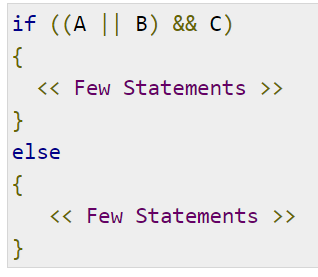 if ((A || B) && C)
{
<< Few Statements >>
}
else
{
<< Few Statements >>
}